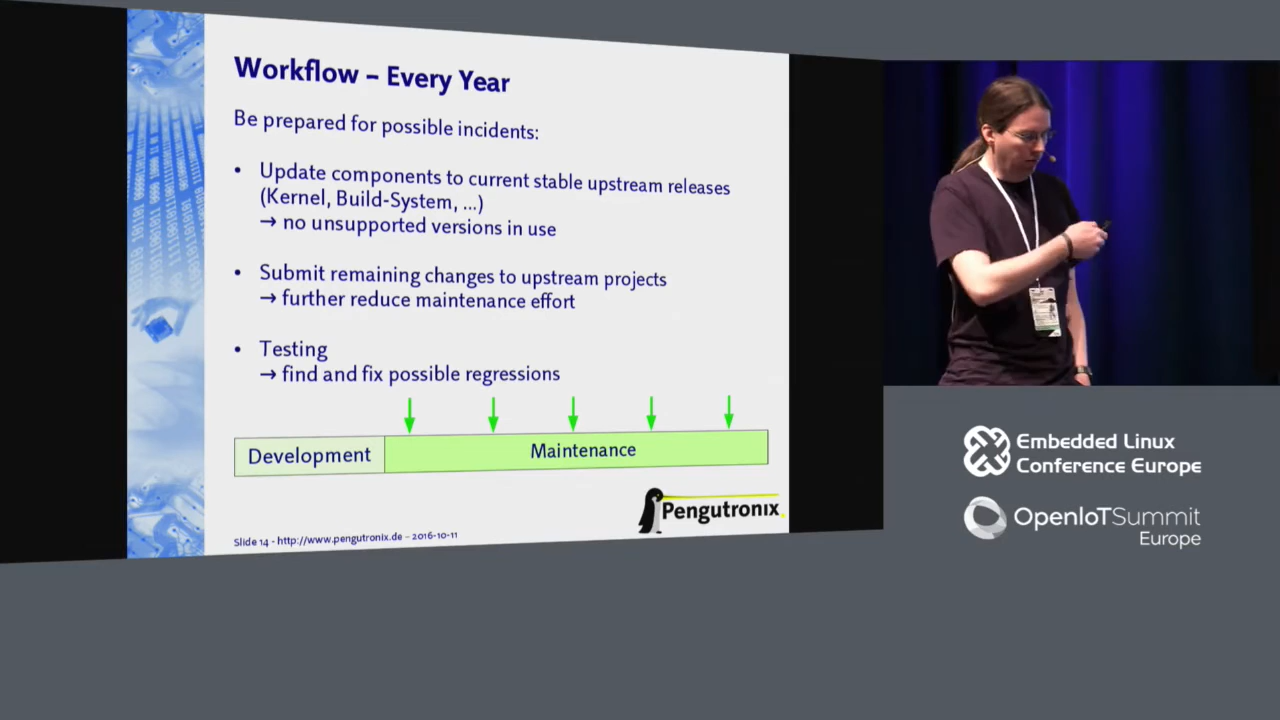 Workflow – Every Year
Be prepared for possible incidents:
• Update components to current stable upstream releases
(Kernel, Build-System, ...)
→ no unsupported versions in use
• Submit remaining changes to upstream projects
→ further reduce maintenance effort
• Testing
→ find and fix possible regressions
Development
Maintenance
Pengutronix
Slide 14 - http://www.pengutronix.de – 2016-10-11
Embedded Linux
Conference Europe
OpenIoTSummit
Europe